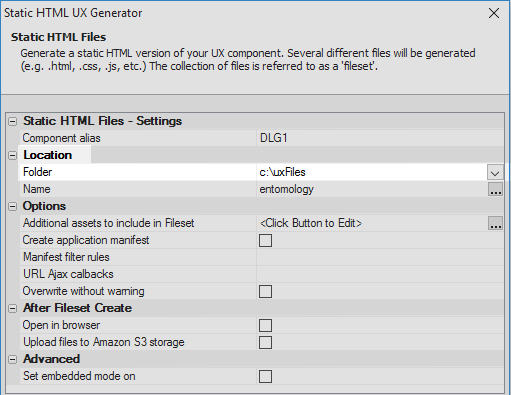 Static HTML UX Generator
Static HTML Files
Generate a static HTML version of your UX component. Several different files will be generated
(e.g. .html, .css, .js, etc.) The collection of files is referred to as a 'fileset'.
Static HTML Files - Settings
Component alias DLG1
Location
Folder c:\uxFiles
Name entomology
...
Options
Additional assets to include in Fileset <Click Button to Edit>
...
Create application manifest
Manifest filter rules
URL Ajax calbacks
Overwrite without warning
After Fileset Create
Open in browser
Upload files to Amazon S3 storage
Advanced
Set embedded mode on